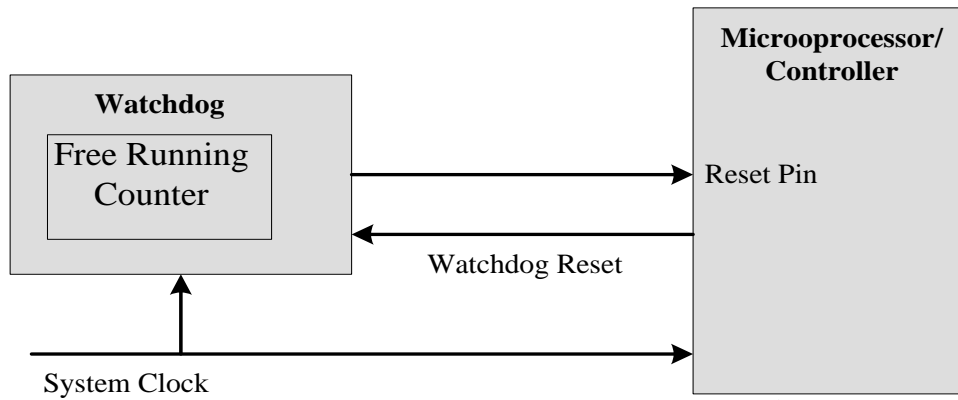 Microoprocessor/
Controller
Watchdog
Free Running
Counter
Reset Pin
Watchdog Reset
System Clock